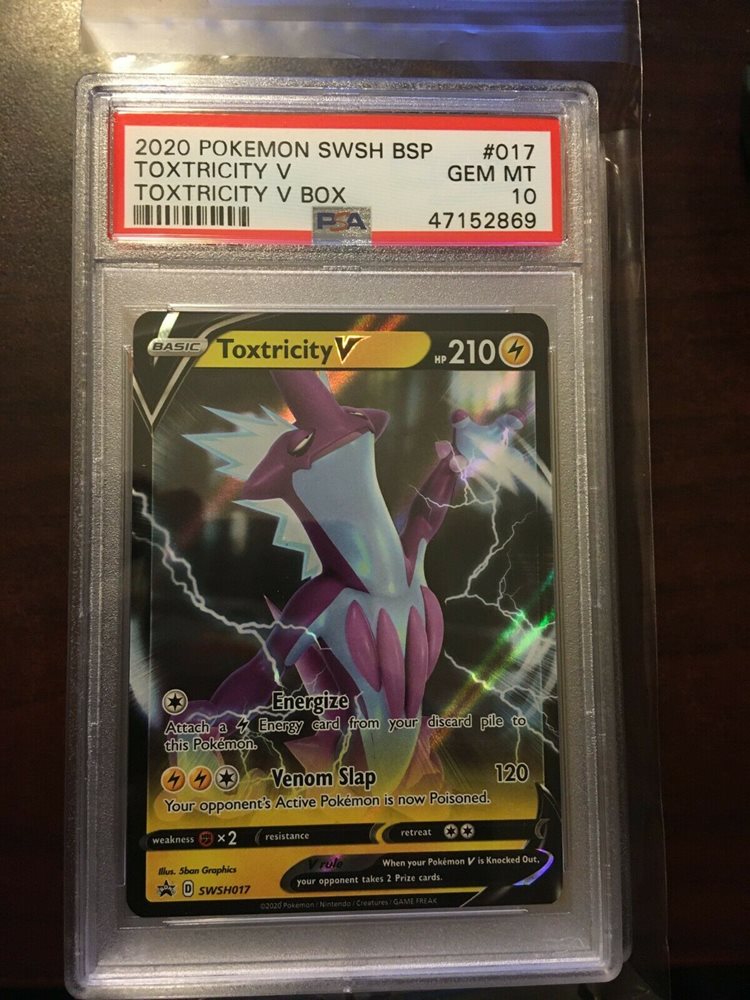 2020 POKEMON SWSH BSP #017
TOXTRICITY V GEM MT
TOXTRICITY V BOX 10
PSA 47152869
BASIC Toxtricity V HP 210
Energize
Attach a Energy card from your discard pile to
this Pokémon.
Venom Slap 120
Your opponent's Active Pokémon is now Poisoned.
weakness ×2 resistance retreat
Illus. 5ban Graphics
V rule When your Pokémon V is Knocked Out,
your opponent takes 2 Prize cards.
D SWSH017
©2020 Pokémon / Nintendo / Creatures / GAME FREAK